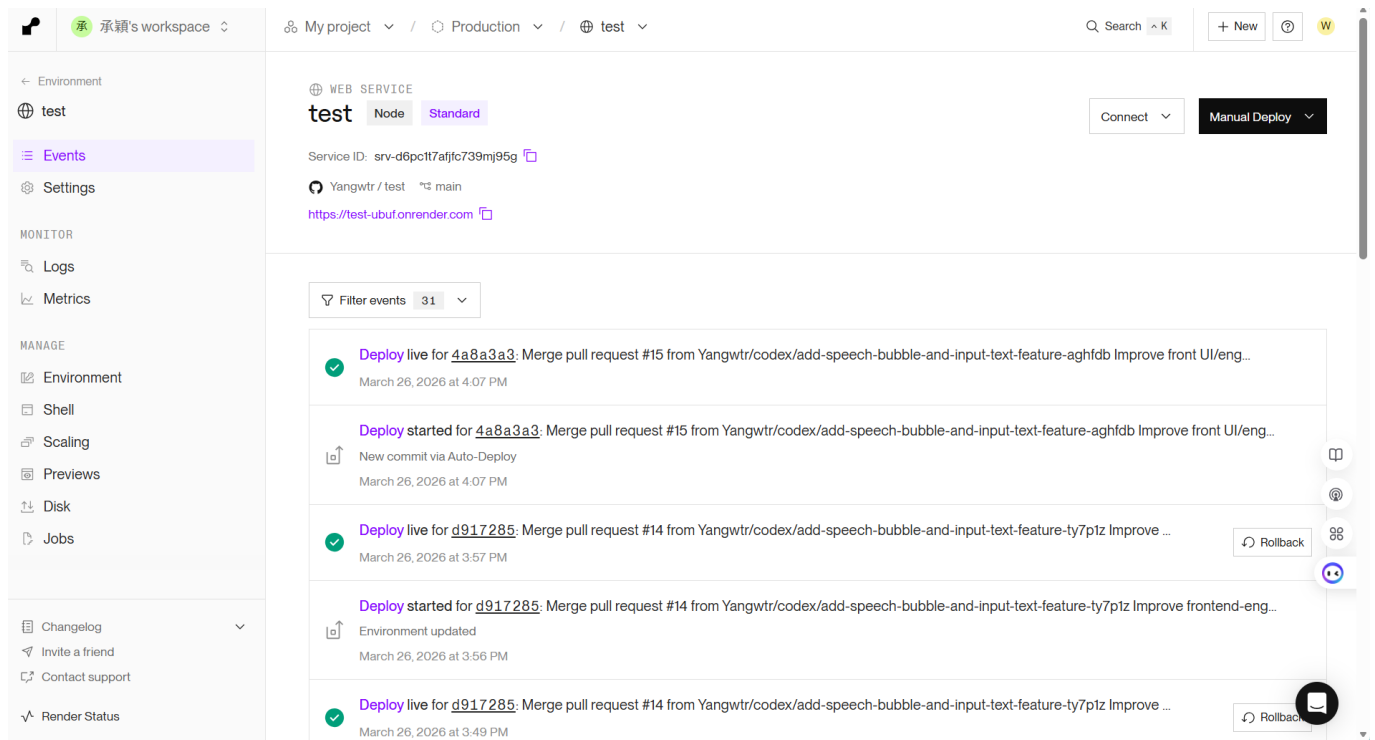 承 承穎's workspace
My project / Production / test
Search ^ K
+ New
W
← Environment
test
Events
Settings
MONITOR
Logs
Metrics
MANAGE
Environment
Shell
Scaling
Previews
Disk
Jobs
Changelog
Invite a friend
Contact support
Render Status
WEB SERVICE
test Node Standard
Connect
Manual Deploy
Service ID: srv-d6pc1t7afjfc739mj95g
Yangwtr / test main
https://test-ubuf.onrender.com
Filter events 31
Deploy live for 4a8a3a3: Merge pull request #15 from Yangwtr/codex/add-speech-bubble-and-input-text-feature-aghfdb Improve front UI/eng...
March 26, 2026 at 4:07 PM
Deploy started for 4a8a3a3: Merge pull request #15 from Yangwtr/codex/add-speech-bubble-and-input-text-feature-aghfdb Improve front UI/eng...
New commit via Auto-Deploy
March 26, 2026 at 4:07 PM
Deploy live for d917285: Merge pull request #14 from Yangwtr/codex/add-speech-bubble-and-input-text-feature-ty7p1z Improve ...
March 26, 2026 at 3:57 PM
Rollback
Deploy started for d917285: Merge pull request #14 from Yangwtr/codex/add-speech-bubble-and-input-text-feature-ty7p1z Improve frontend-eng...
Environment updated
March 26, 2026 at 3:56 PM
Deploy live for d917285: Merge pull request #14 from Yangwtr/codex/add-speech-bubble-and-input-text-feature-ty7p1z Improve ...
March 26, 2026 at 3:49 PM
Rollback